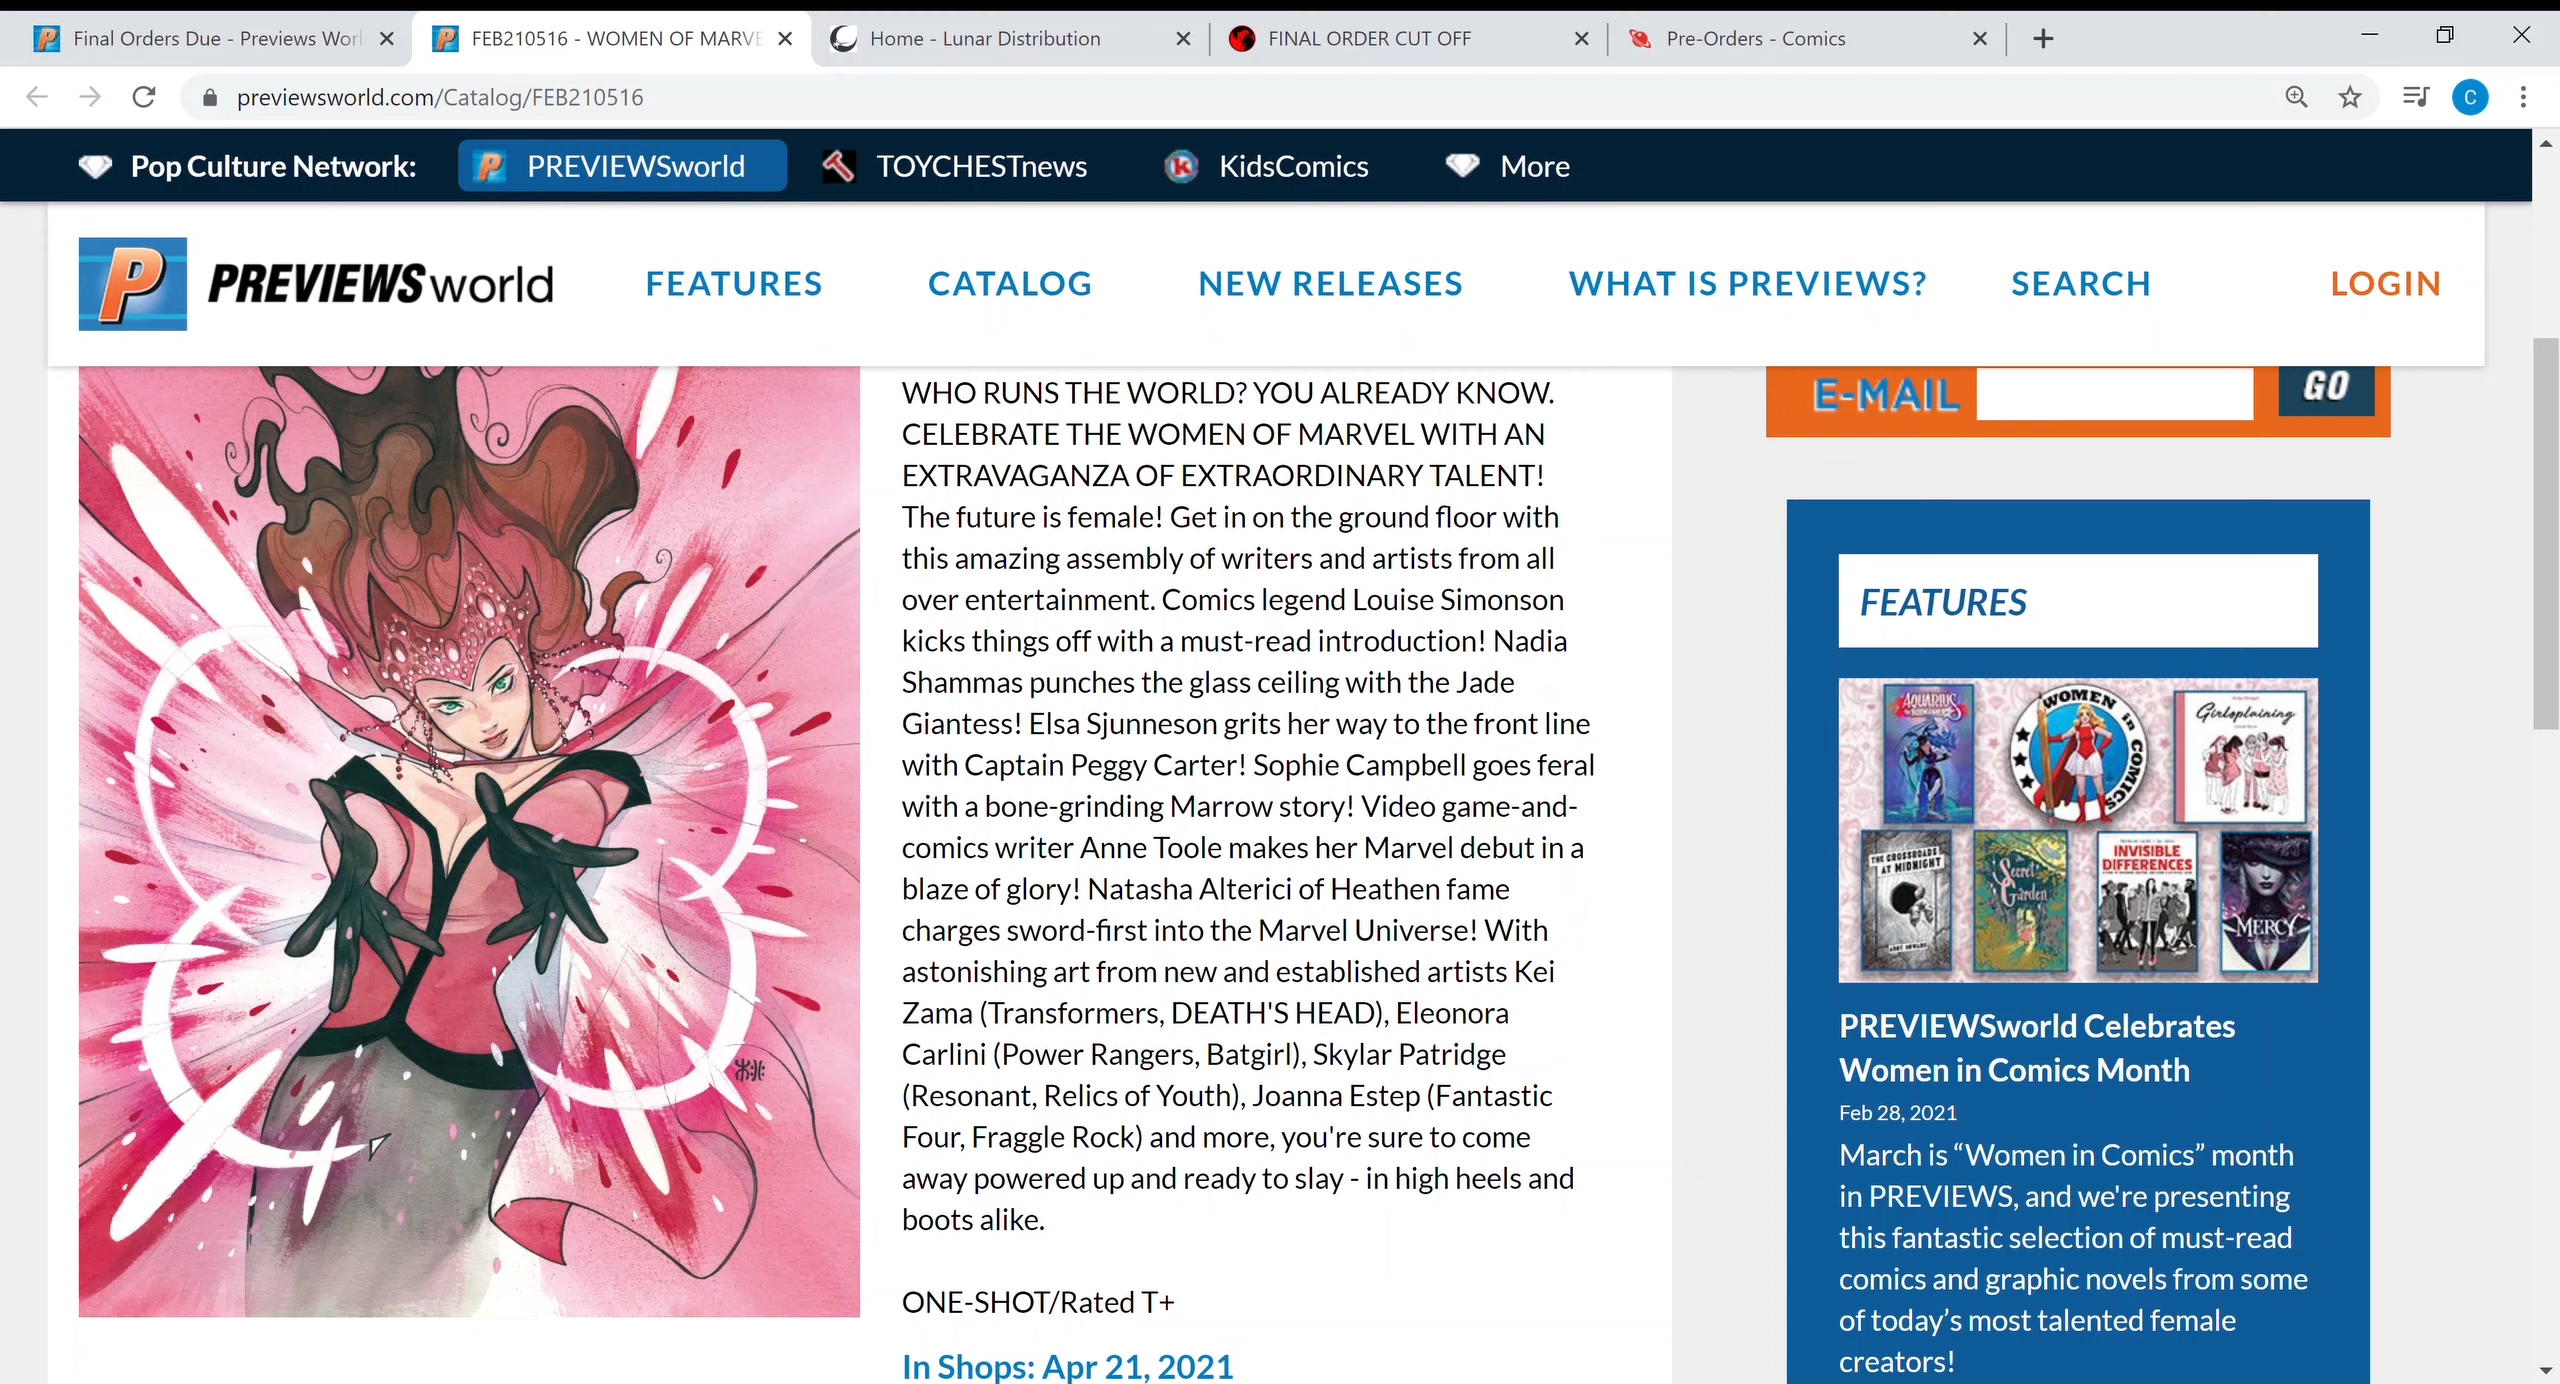 Final Orders Due - Previews Worl
FEB210516 - WOMEN OF MARVE
Home - Lunar Distribution
FINAL ORDER CUT OFF
Pre-Orders - Comics
previewsworld.com/Catalog/FEB210516
C
Pop Culture Network:
PREVIEWSworld
TOYCHESTnews
KidsComics
More
PREVIEWSworld
FEATURES
CATALOG
NEW RELEASES
WHAT IS PREVIEWS?
SEARCH
LOGIN
WHO RUNS THE WORLD? YOU ALREADY KNOW.
CELEBRATE THE WOMEN OF MARVEL WITH AN
EXTRAVAGANZA OF EXTRAORDINARY TALENT!
The future is female! Get in on the ground floor with
this amazing assembly of writers and artists from all
over entertainment. Comics legend Louise Simonson
kicks things off with a must-read introduction! Nadia
Shammas punches the glass ceiling with the Jade
Giantess! Elsa Sjunneson grits her way to the front line
with Captain Peggy Carter! Sophie Campbell goes feral
with a bone-grinding Marrow story! Video game-and-
comics writer Anne Toole makes her Marvel debut in a
blaze of glory! Natasha Alterici of Heathen fame
charges sword-first into the Marvel Universe! With
astonishing art from new and established artists Kei
Zama (Transformers, DEATH'S HEAD), Eleonora
Carlini (Power Rangers, Batgirl), Skylar Patridge
(Resonant, Relics of Youth), Joanna Estep (Fantastic
Four, Fraggle Rock) and more, you're sure to come
away powered up and ready to slay - in high heels and
boots alike.
ONE-SHOT/Rated T+
In Shops: Apr 21, 2021
E-MAIL
GO
FEATURES
AQUARIUS
WOMEN in COMICS
Girlsplaining
THE CROSSROADS
AT MIDNIGHT
Secret
Garden
INVISIBLE
DIFFERENCES
MERCY
PREVIEWSworld Celebrates
Women in Comics Month
Feb 28, 2021
March is “Women in Comics” month
in PREVIEWS, and we're presenting
this fantastic selection of must-read
comics and graphic novels from some
of today’s most talented female
creators!